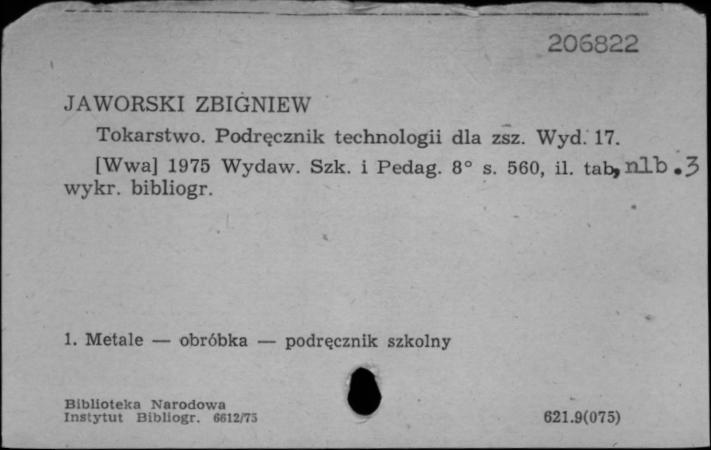 206822
JAWORSKI ZBIGNIEW
Tokarstwo. Podręcznik technologii dla zsz. Wyd. 17.
[Wwa] 1975 Wydaw. Szk. i Pedag. 8° s. 560, il. tab, nlb.3
wykr. bibliogr.
1. Metale — obróbka — podręcznik szkolny
Biblioteka Narodowa
Instytut Bibliogr. 6612/75
621.9(075)